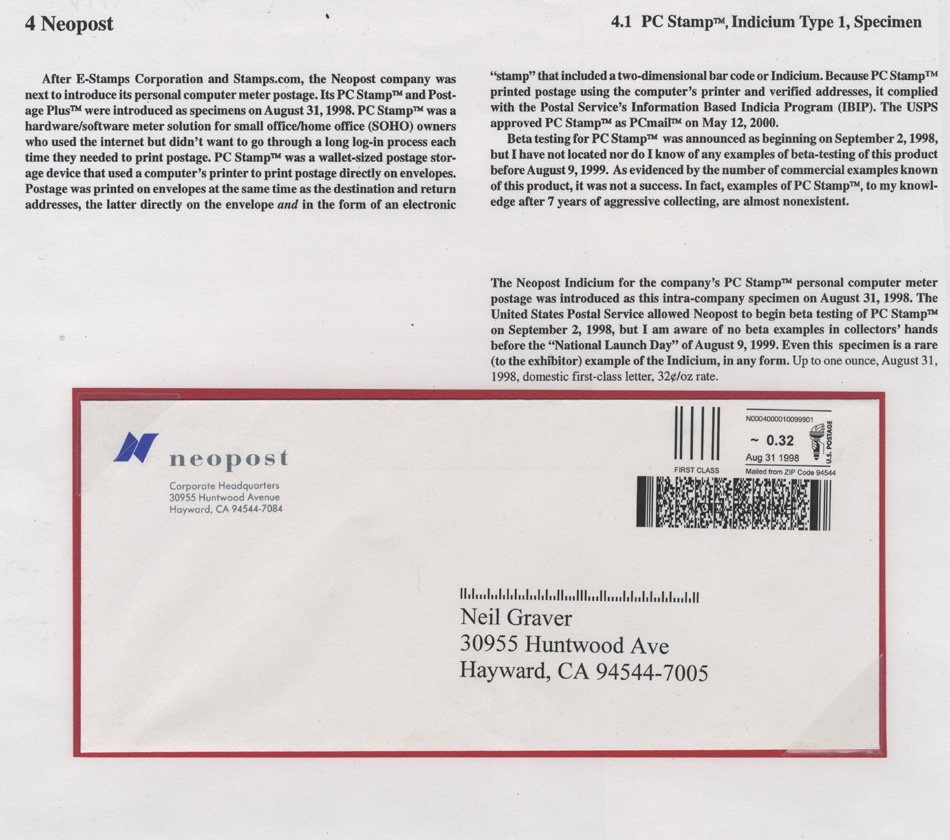 4 Neopost
4.1 PC Stamp™, Indicium Type 1, Specimen
After E-Stamps Corporation and Stamps.com, the Neopost company was
next to introduce its personal computer meter postage. Its PC Stamp™ and Post-
age Plus™ were introduced as specimens on August 31, 1998. PC Stamp™ was a
hardware/software meter solution for small office/home office (SOHO) owners
who used the internet but didn't want to go through a long log-in process each
time they needed to print postage. PC Stamp™ was a wallet-sized postage stor-
age device that used a computer's printer to print postage directly on envelopes.
Postage was printed on envelopes at the same time as the destination and return
addresses, the latter directly on the envelope and in the form of an electronic
“stamp” that included a two-dimensional bar code or Indicium. Because PC Stamp™
printed postage using the computer's printer and verified addresses, it complied
with the Postal Service's Information Based Indicia Program (IBIP). The USPS
approved PC Stamp™ as PCmail™ on May 12, 2000.
Beta testing for PC Stamp™ was announced as beginning on September 2, 1998,
but I have not located nor do I know of any examples of beta-testing of this product
before August 9, 1999. As evidenced by the number of commercial examples known
of this product, it was not a success. In fact, examples of PC Stamp™, to my knowl-
edge after 7 years of aggressive collecting, are almost nonexistent.
The Neopost Indicium for the company's PC Stamp™ personal computer meter
postage was introduced as this intra-company specimen on August 31, 1998. The
United States Postal Service allowed Neopost to begin beta testing of PC Stamp™
on September 2, 1998, but I am aware of no beta examples in collectors' hands
before the “National Launch Day” of August 9, 1999. Even this specimen is a rare
(to the exhibitor) example of the Indicium, in any form. Up to one ounce, August 31,
1998, domestic first-class letter, 32¢/oz rate.
neopost
Corporate Headquarters
30955 Huntwood Avenue
Hayward, CA 94544-7084
FIRST CLASS
N0004000010099901
~ 0.32
Aug 31 1998
Mailed from ZIP Code 94544
U.S. POSTAGE
Neil Graver
30955 Huntwood Ave
Hayward, CA 94544-7005